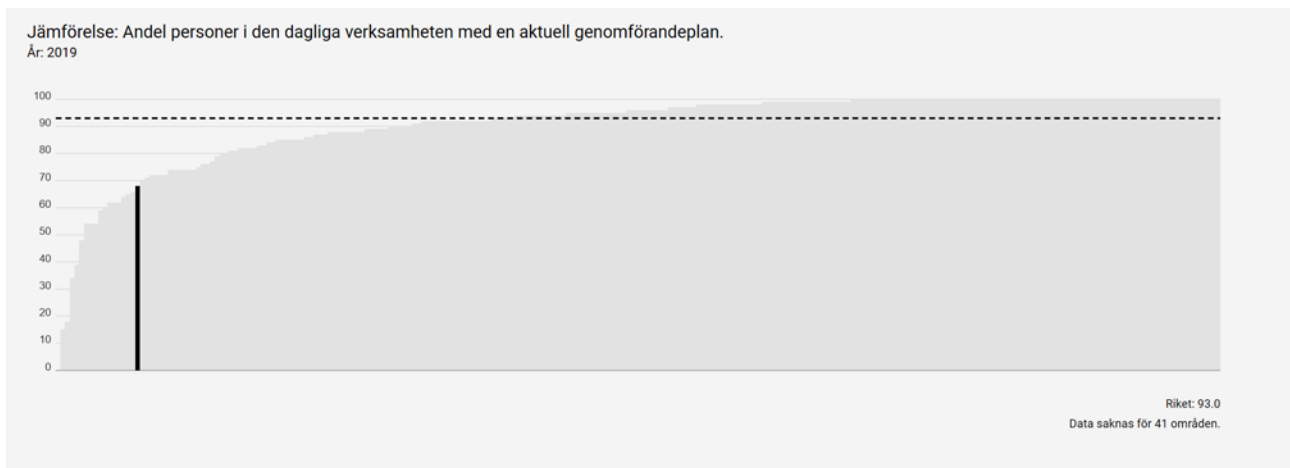 Jämförelse: Andel personer i den dagliga verksamheten med en aktuell genomförandeplan.
År: 2019
100
90
80
70
60
50
40
30
20
10
0
Riket: 93.0
Data saknas för 41 områden.